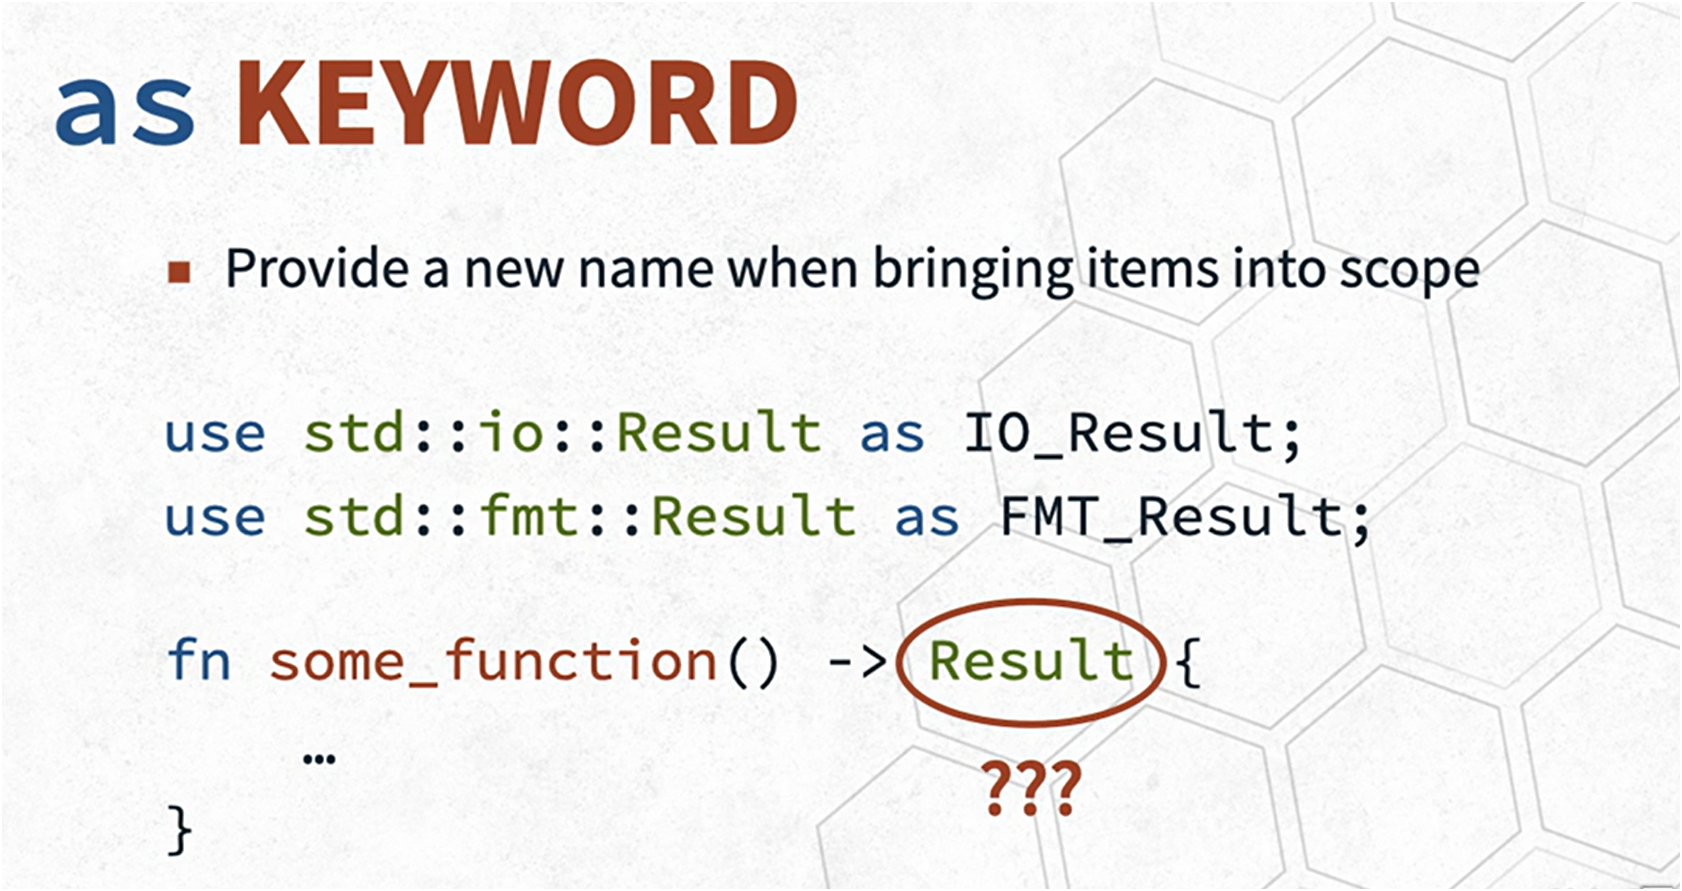 as KEYWORD
▪ Provide a new name when bringing items into scope
use std::io::Result as IO_Result;
use std::fmt::Result as FMT_Result;
fn some_function() -> Result {
…
???
}